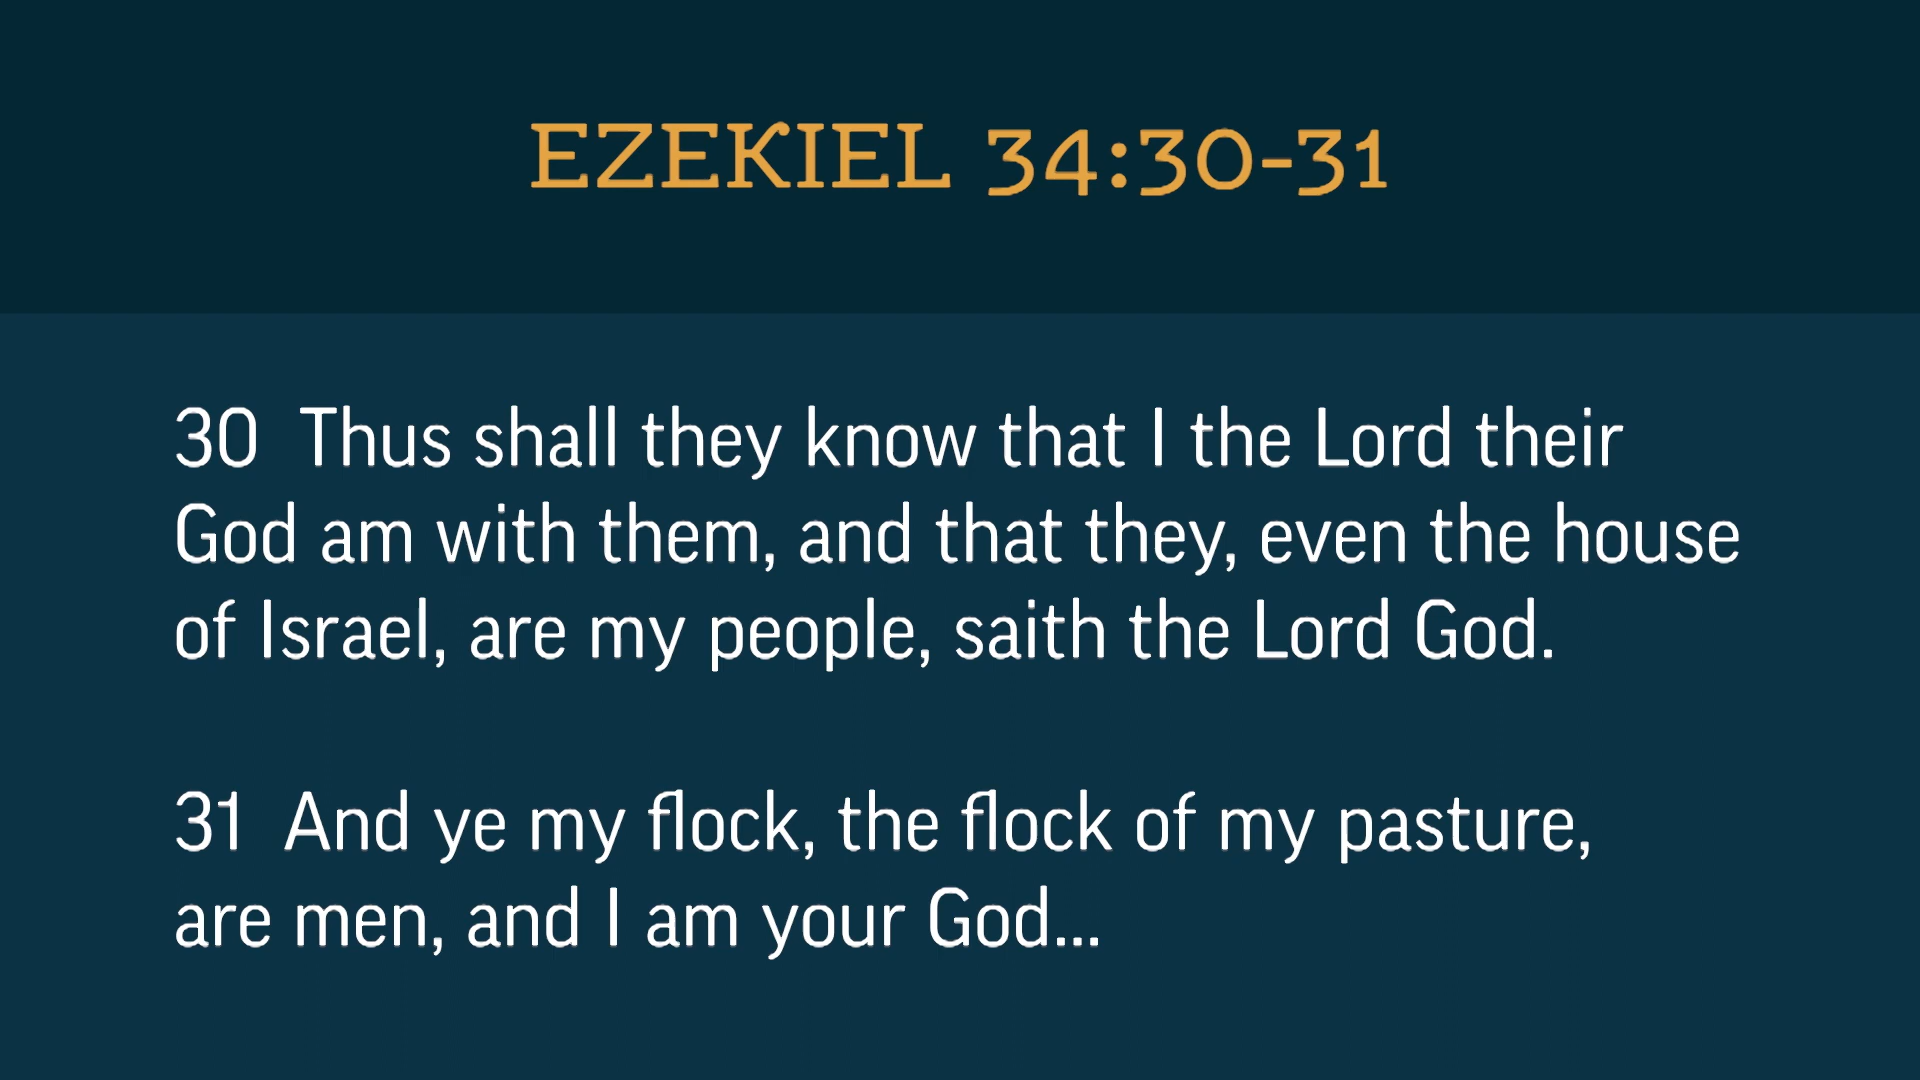 EZEKIEL 34:30-31
30 Thus shall they know that I the Lord their
God am with them, and that they, even the house
of Israel, are my people, saith the Lord God.
31 And ye my flock, the flock of my pasture,
are men, and I am your God...